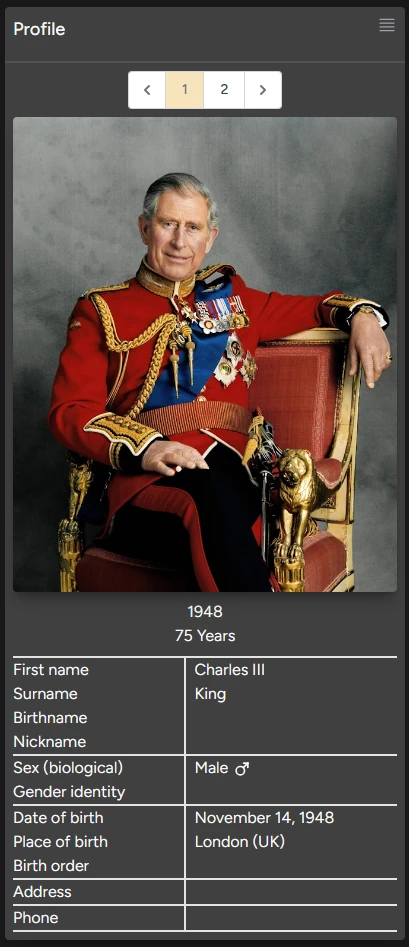 Profile
1 2
1948
75 Years
First name Charles III
Surname King
Birthname
Nickname
Sex (biological) Male ♂
Gender identity
Date of birth November 14, 1948
Place of birth London (UK)
Birth order
Address
Phone